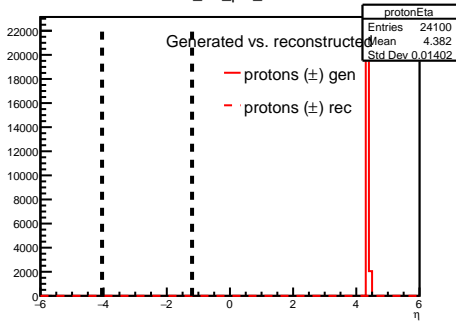 protonEta
Entries 24100
Mean 4.382
Std Dev 0.01402
Generated vs. reconstructed
protons (±) gen
protons (±) rec
22000
20000
18000
16000
14000
12000
10000
8000
6000
4000
2000
0
−6 −4 −2 0 2 4 6
η